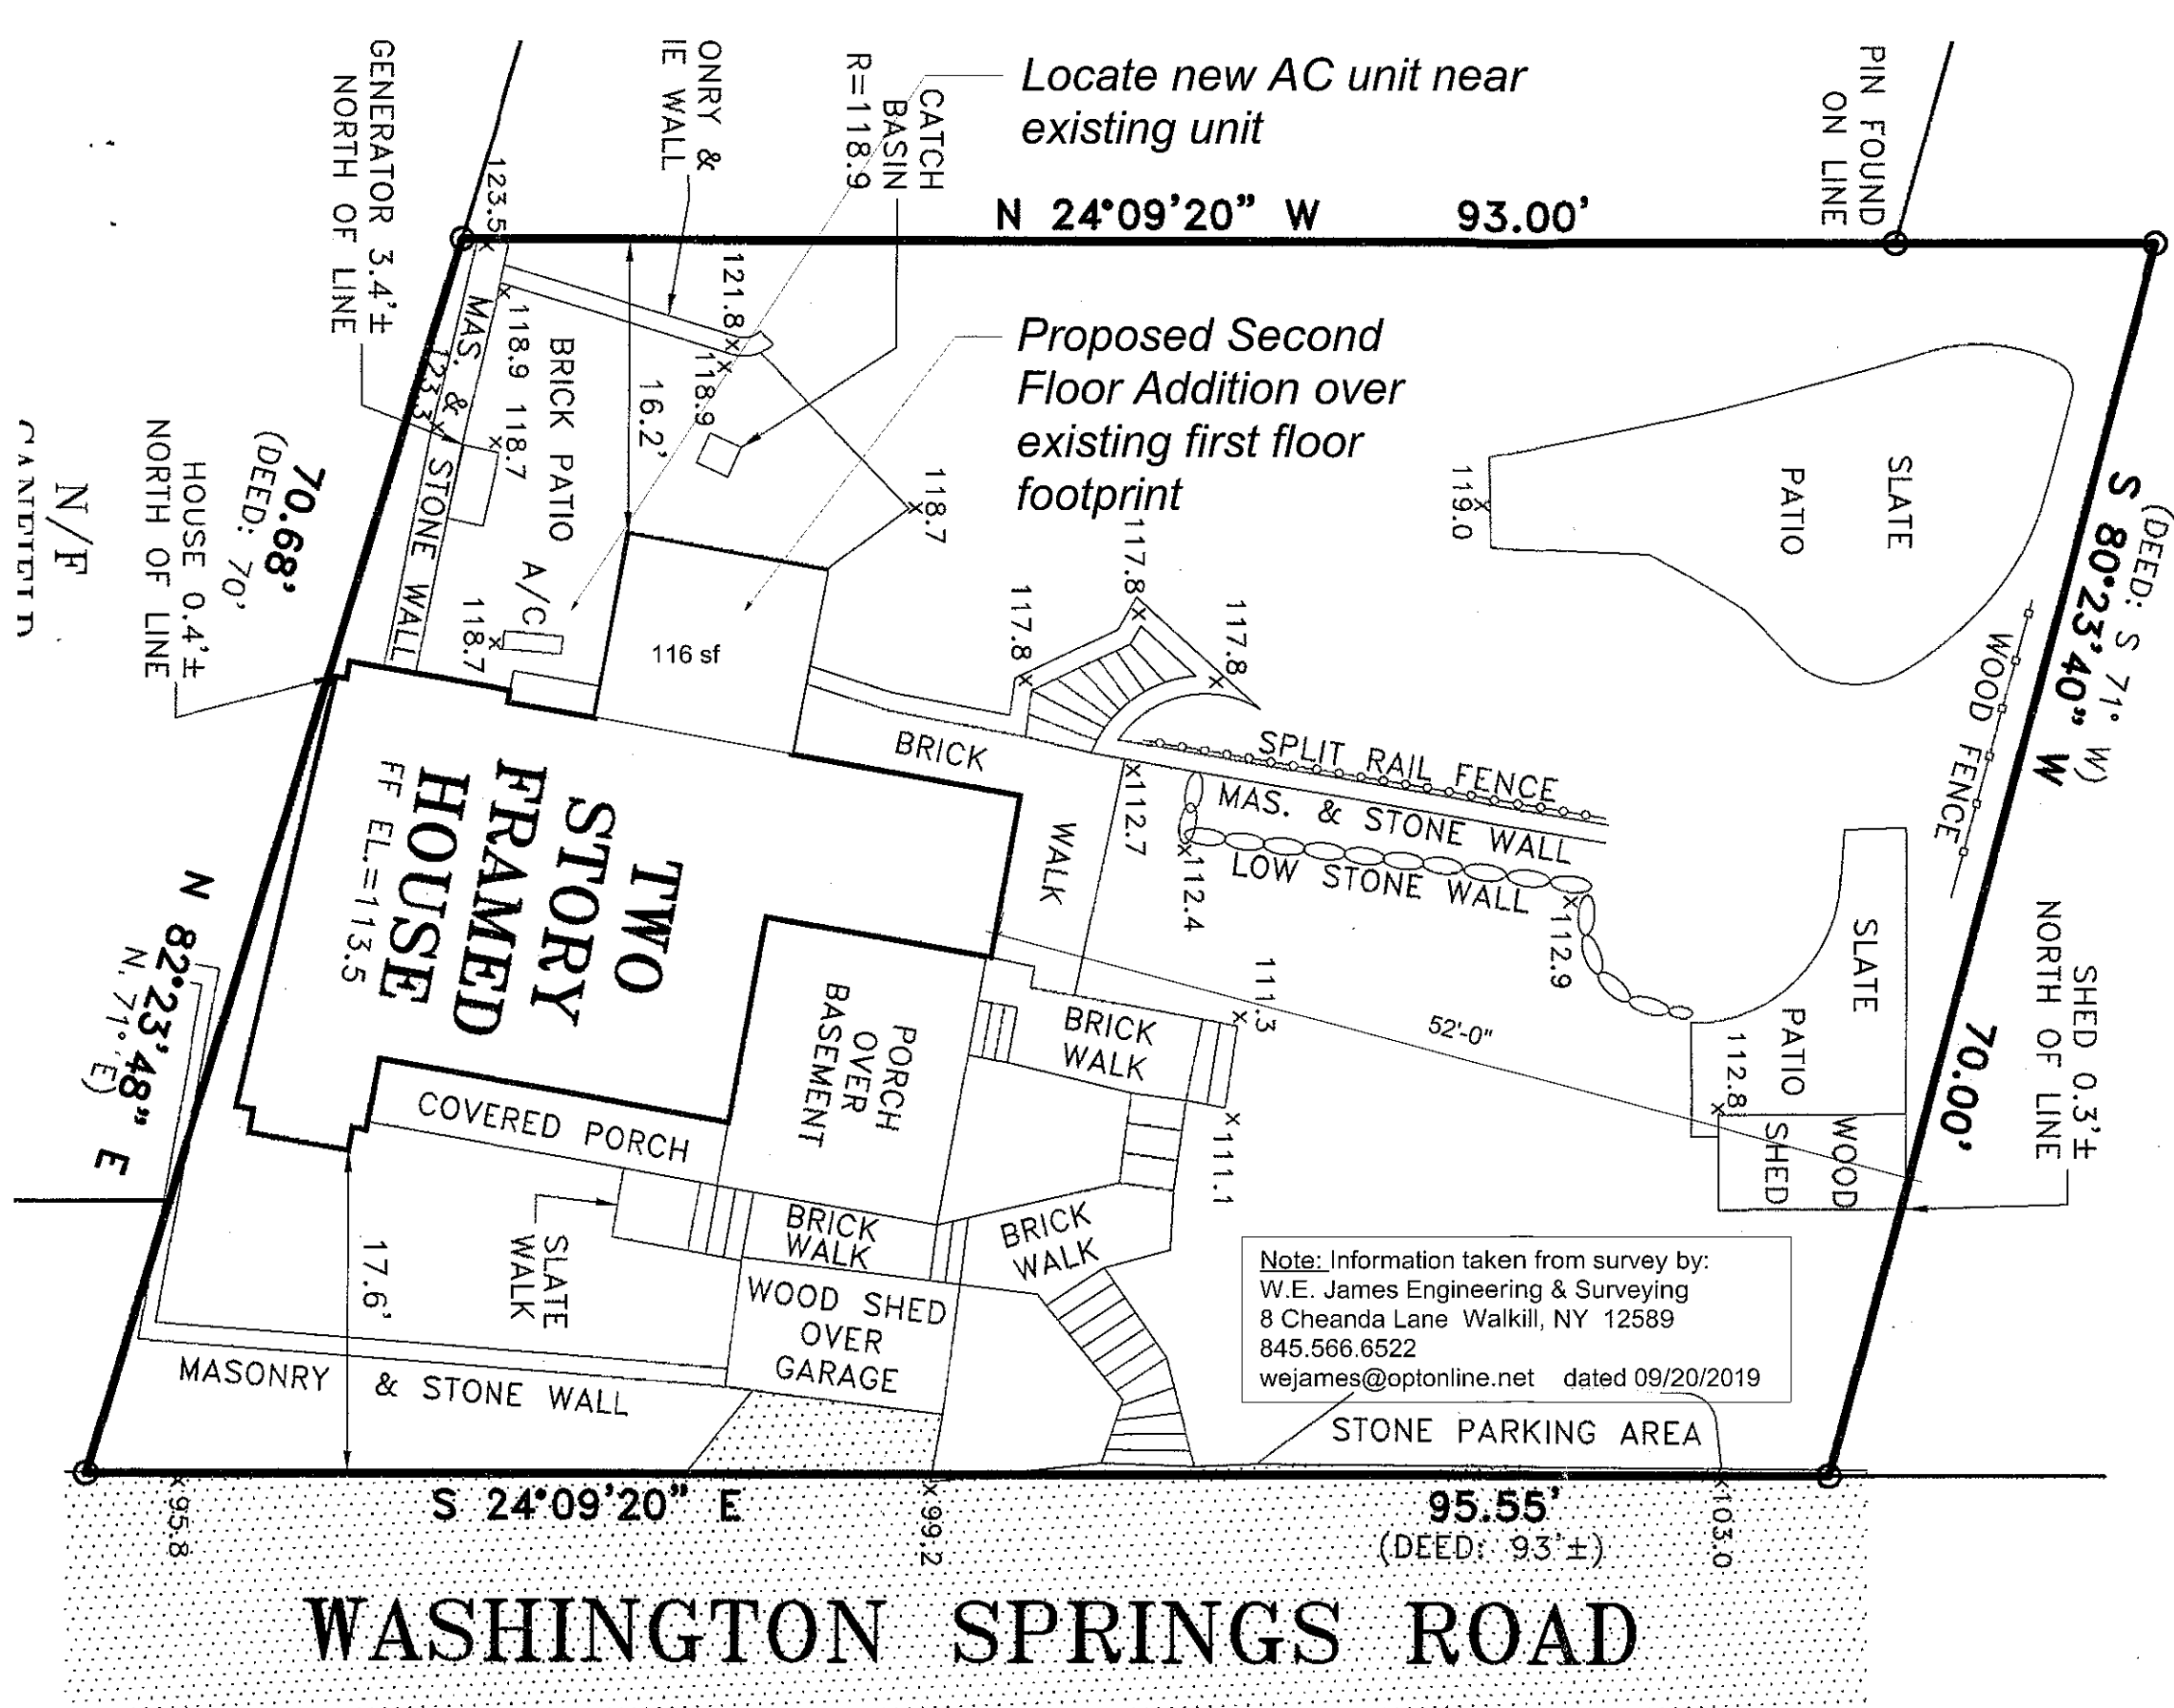 Locate new AC unit near
existing unit
N 24°09'20" W 93.00'
PIN FOUND
ON LINE
CATCH
BASIN
R=118.9
ONRY &
IE WALL
GENERATOR 3.4'±
NORTH OF LINE
123.5
MAS. & STONE WALL
123.3
118.9
118.7
BRICK PATIO
16.2'
121.8
118.9
118.7
Proposed Second
Floor Addition over
existing first floor
footprint
119.0
SLATE
PATIO
(DEED: S 71° W)
S 80°23'40" W
70.00'
WOOD FENCE
N/F
HOUSE 0.4'±
NORTH OF LINE
70.68'
(DEED: 70'
A/C
118.7
116 sf
117.8
117.8
117.8
BRICK
WALK
SPLIT RAIL FENCE
MAS. & STONE WALL
LOW STONE WALL
112.7
112.4
112.9
SLATE
PATIO
112.8
WOOD
SHED
SHED 0.3'±
NORTH OF LINE
TWO
STORY
FRAMED
HOUSE
FF EL.=113.5
N 82°23'48" E
N. 71° E)
PORCH
OVER
BASEMENT
COVERED PORCH
BRICK
WALK
111.3
111.1
52'-0"
BRICK
WALK
BRICK
WALK
SLATE
WALK
17.6'
WOOD SHED
OVER
GARAGE
MASONRY & STONE WALL
Note: Information taken from survey by:
W.E. James Engineering & Surveying
8 Cheanda Lane Walkill, NY 12589
845.566.6522
wejames@optonline.net dated 09/20/2019
STONE PARKING AREA
S 24°09'20" E
95.55'
(DEED: 93'±)
95.8
99.2
103.0
WASHINGTON SPRINGS ROAD